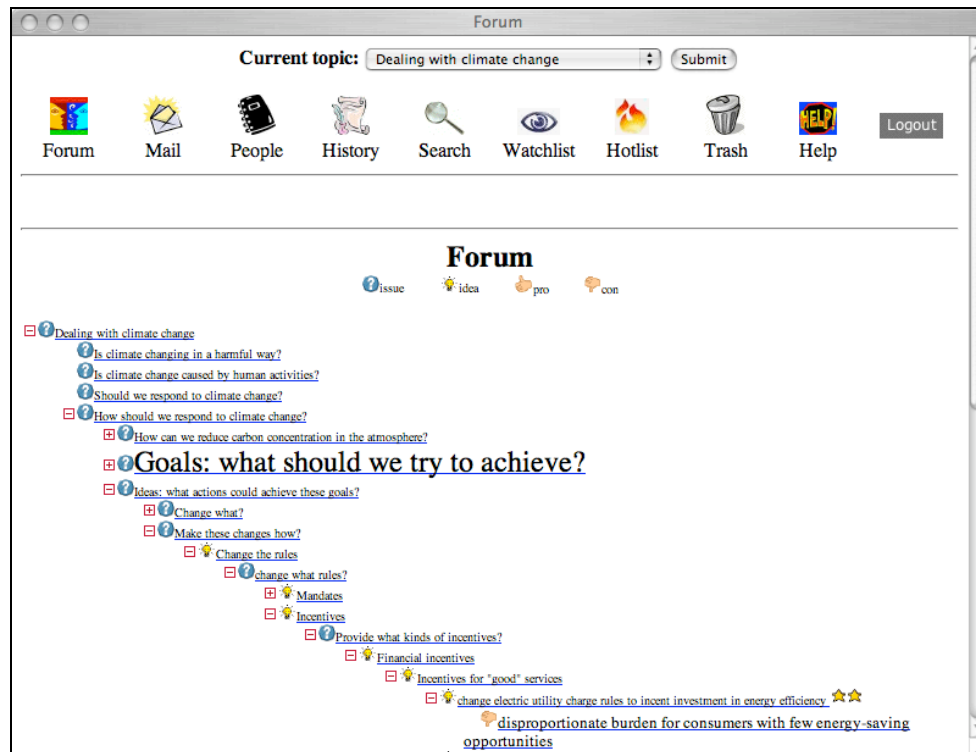 Forum
Current topic: Dealing with climate change Submit
Forum Mail People History Search Watchlist Hotlist Trash HELP! Help Logout
Forum
issue idea pro con
Dealing with climate change
Is climate changing in a harmful way?
Is climate change caused by human activities?
Should we respond to climate change?
How should we respond to climate change?
How can we reduce carbon concentration in the atmosphere?
Goals: what should we try to achieve?
Ideas: what actions could achieve these goals?
Change what?
Make these changes how?
Change the rules
change what rules?
Mandates
Incentives
Provide what kinds of incentives?
Financial incentives
Incentives for "good" services
change electric utility charge rules to incent investment in energy efficiency
disproportionate burden for consumers with few energy-saving
opportunities